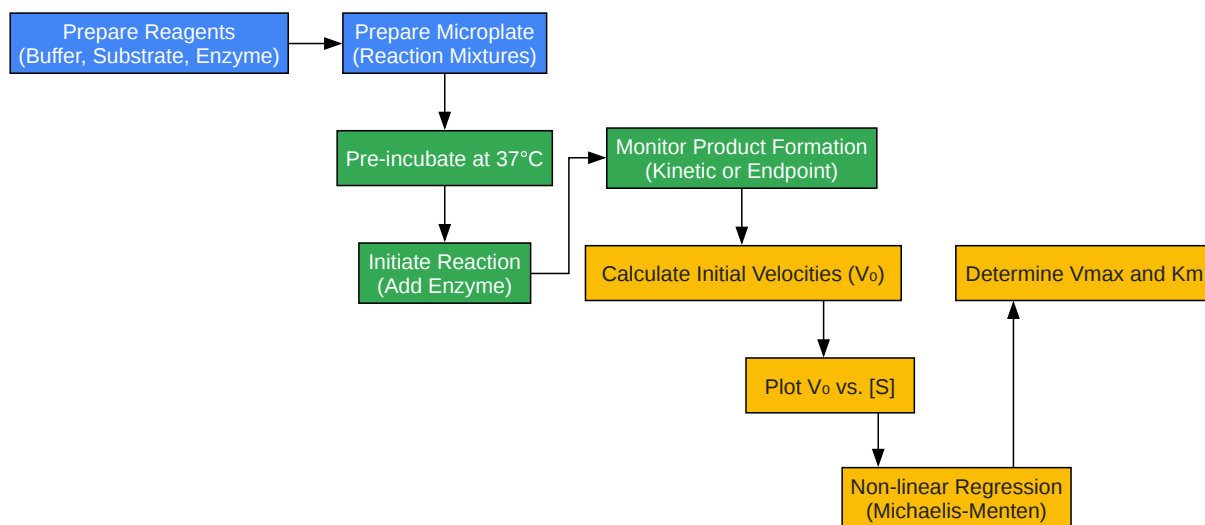 Prepare Reagents
(Buffer, Substrate, Enzyme)
Prepare Microplate
(Reaction Mixtures)
Pre-incubate at 37°C
Initiate Reaction
(Add Enzyme)
Monitor Product Formation
(Kinetic or Endpoint)
Calculate Initial Velocities (V₀)
Plot V₀ vs. [S]
Non-linear Regression
(Michaelis-Menten)
Determine Vmax and Km